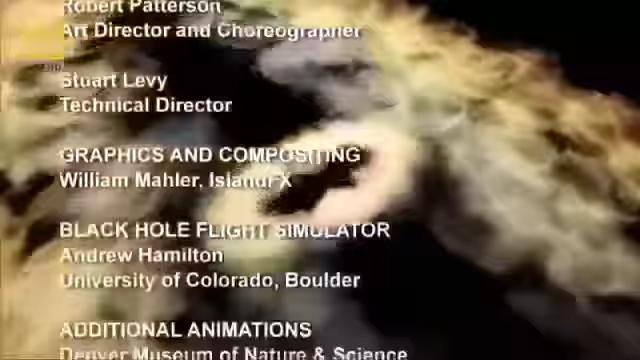 Robert Patterson
Art Director and Choreographer
Stuart Levy
Technical Director
GRAPHICS AND COMPOSITING
William Mahler, IslandFX
BLACK HOLE FLIGHT SIMULATOR
Andrew Hamilton
University of Colorado, Boulder
ADDITIONAL ANIMATIONS
Denver Museum of Nature & Science